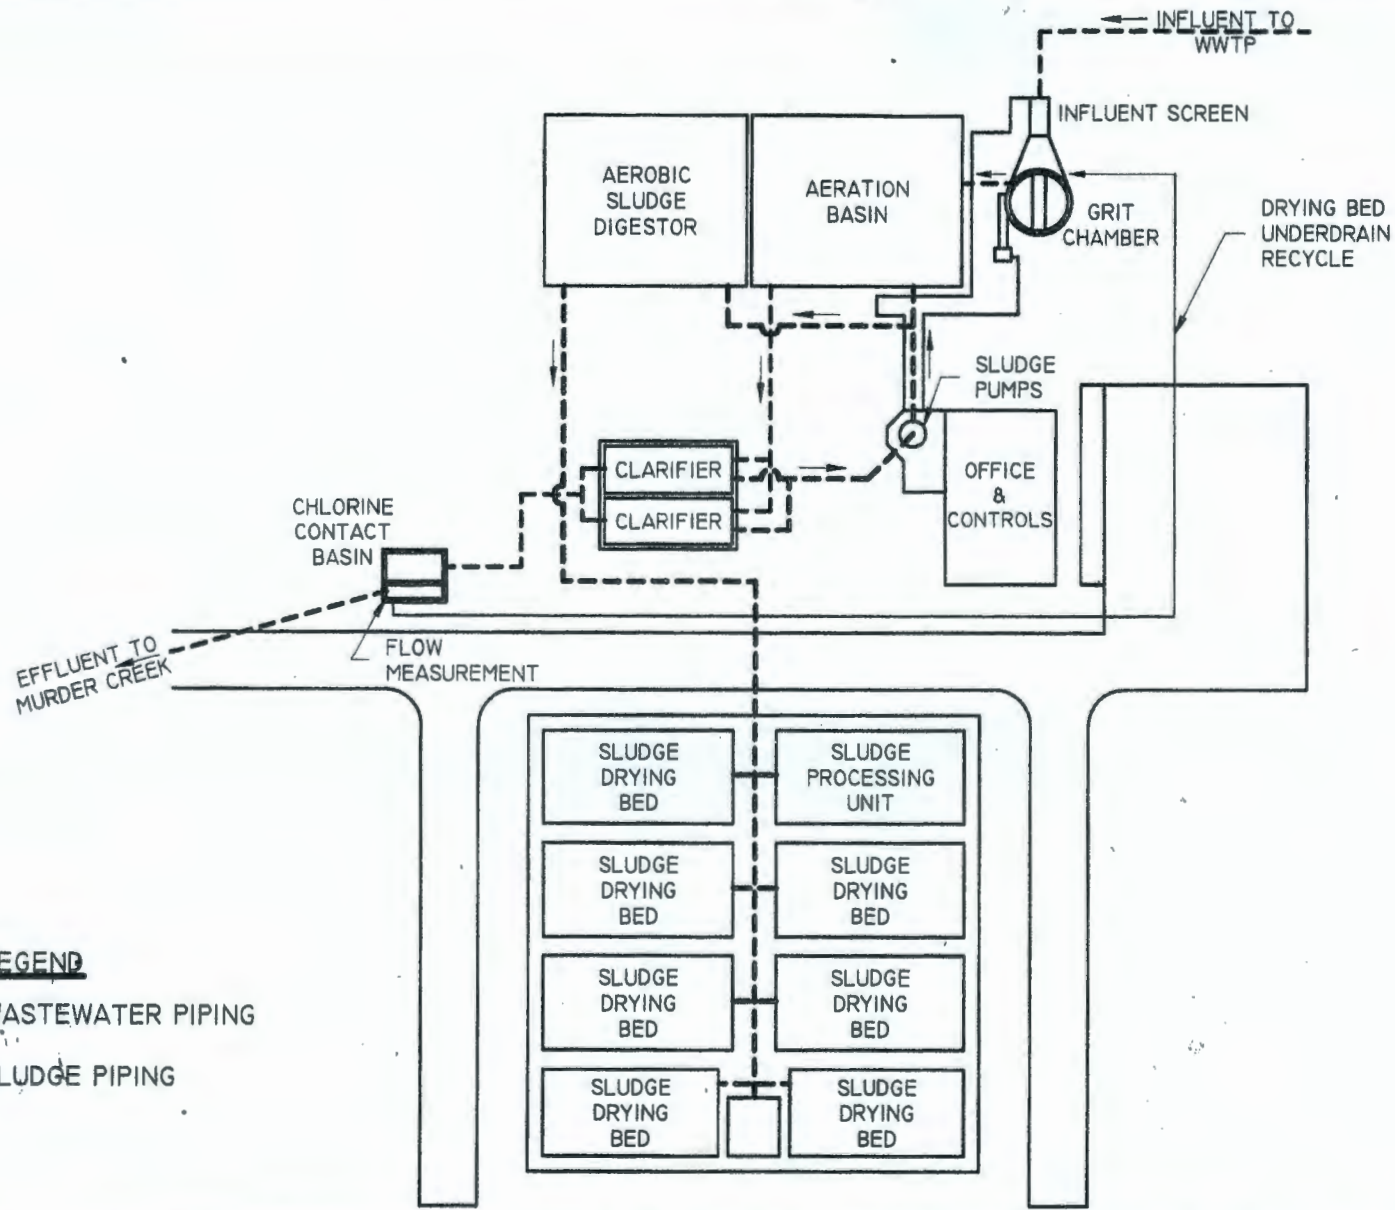 INFLUENT TO
WWTP
INFLUENT SCREEN
AEROBIC
SLUDGE
DIGESTOR
AERATION
BASIN
GRIT
CHAMBER
DRYING BED
UNDERDRAIN
RECYCLE
SLUDGE
PUMPS
CLARIFIER
CLARIFIER
OFFICE
&
CONTROLS
CHLORINE
CONTACT
BASIN
FLOW
MEASUREMENT
EFFLUENT TO
MURDER CREEK
SLUDGE
DRYING
BED
SLUDGE
PROCESSING
UNIT
SLUDGE
DRYING
BED
SLUDGE
DRYING
BED
SLUDGE
DRYING
BED
SLUDGE
DRYING
BED
SLUDGE
DRYING
BED
SLUDGE
DRYING
BED
EGEND
ASTEWATER PIPING
LUDGE PIPING